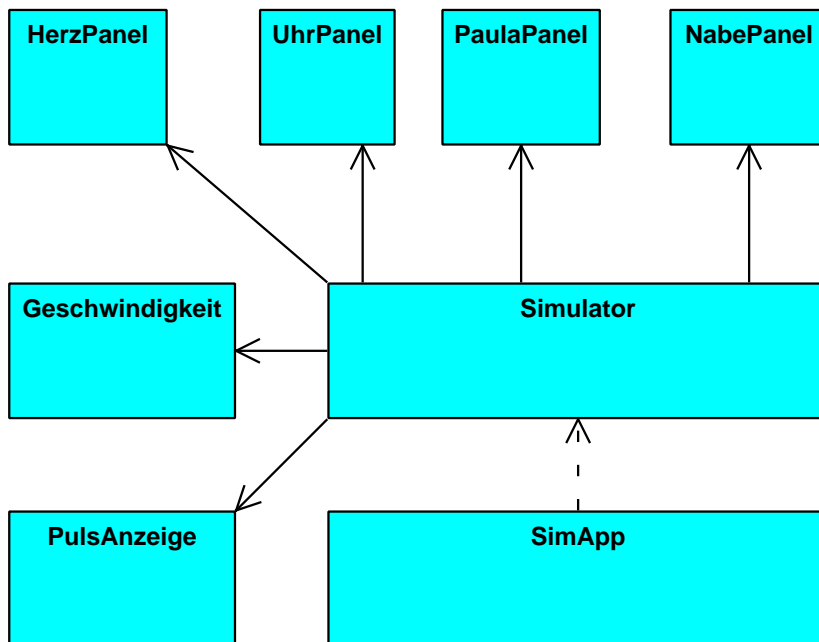 HerzPanel
UhrPanel
PaulaPanel
NabePanel
Geschwindigkeit
Simulator
PulsAnzeige
SimApp